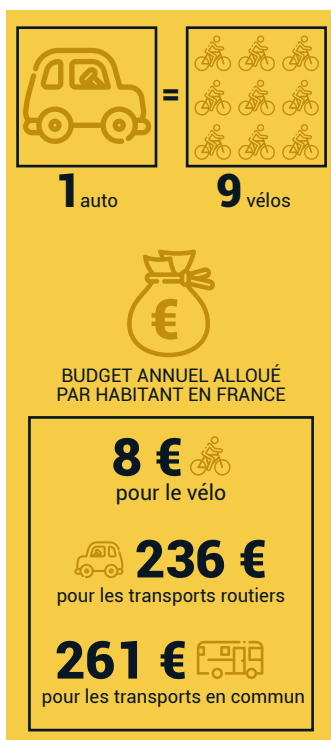 =
1 auto
9 vélos
€
BUDGET ANNUEL ALLOUÉ
PAR HABITANT EN FRANCE
8 €
pour le vélo
236 €
pour les transports routiers
261 €
pour les transports en commun